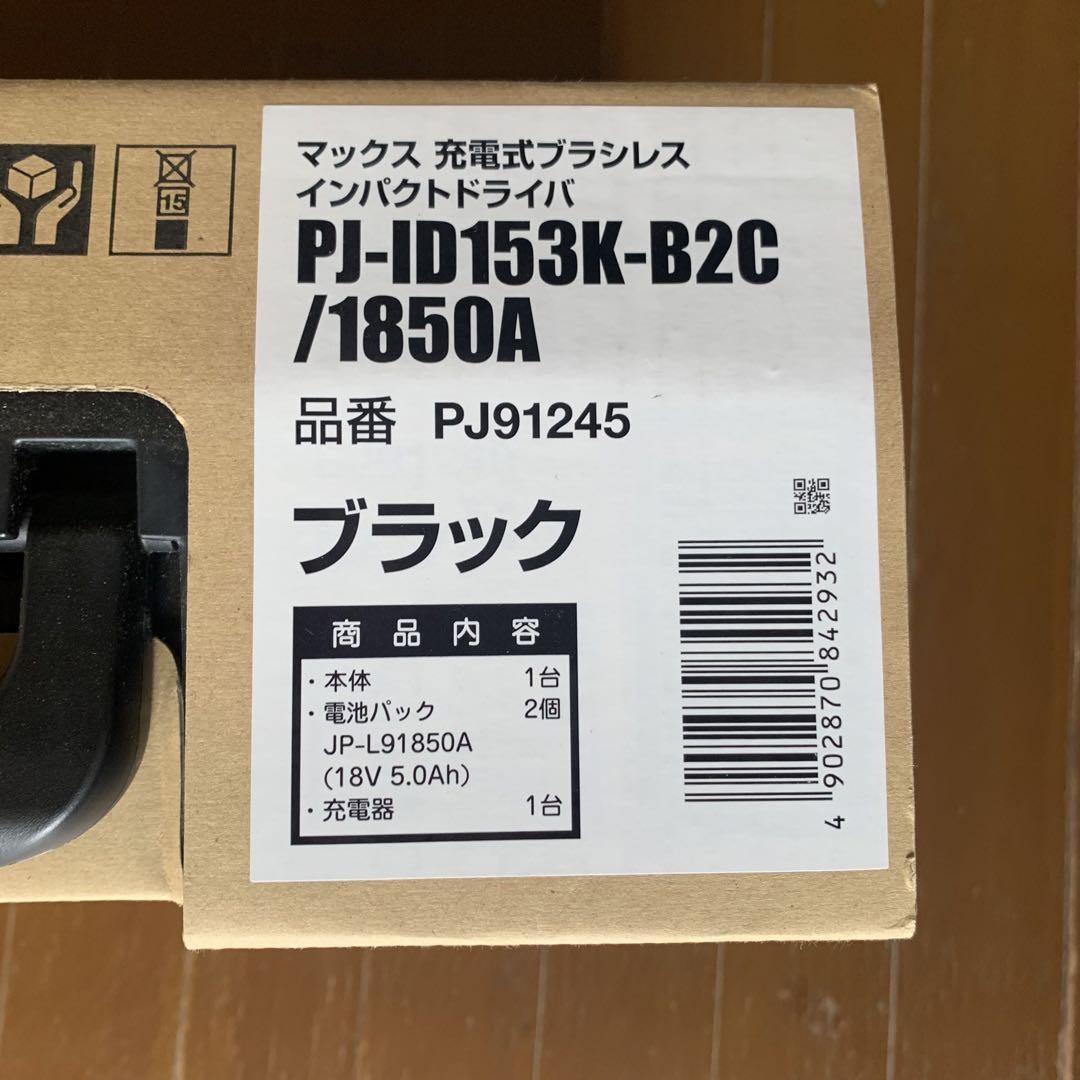 15
マックス 充電式ブラシレス
インパクトドライバ
PJ-ID153K-B2C
/1850A
品番 PJ91245
ブラック
商品内容
・本体 1台
・電池パック 2個
JP-L91850A
(18V 5.0Ah)
・充電器 1台
4 902870 842932